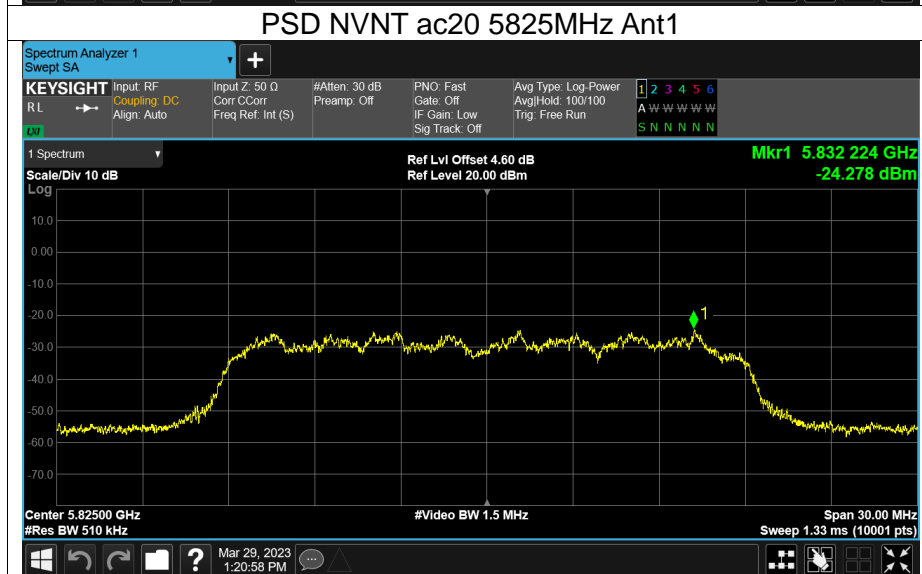 PSD NVNT ac20 5825MHz Ant1
Spectrum Analyzer 1
Swept SA
KEYSIGHT
R L
LXI
Input: RF
Coupling: DC
Align: Auto
Input Z: 50 Ω
Corr CCorr
Freq Ref: Int (S)
#Atten: 30 dB
Preamp: Off
PNO: Fast
Gate: Off
IF Gain: Low
Sig Track: Off
Avg Type: Log-Power
Avg|Hold: 100/100
Trig: Free Run
1 2 3 4 5 6
A W W W W W
S N N N N N
1 Spectrum
Scale/Div 10 dB
Log
Ref Lvl Offset 4.60 dB
Ref Level 20.00 dBm
Mkr1 5.832 224 GHz
-24.278 dBm
10.0
0.00
-10.0
-20.0
-30.0
-40.0
-50.0
-60.0
-70.0
1
Center 5.82500 GHz
#Res BW 510 kHz
#Video BW 1.5 MHz
Span 30.00 MHz
Sweep 1.33 ms (10001 pts)
?
Mar 29, 2023
1:20:58 PM